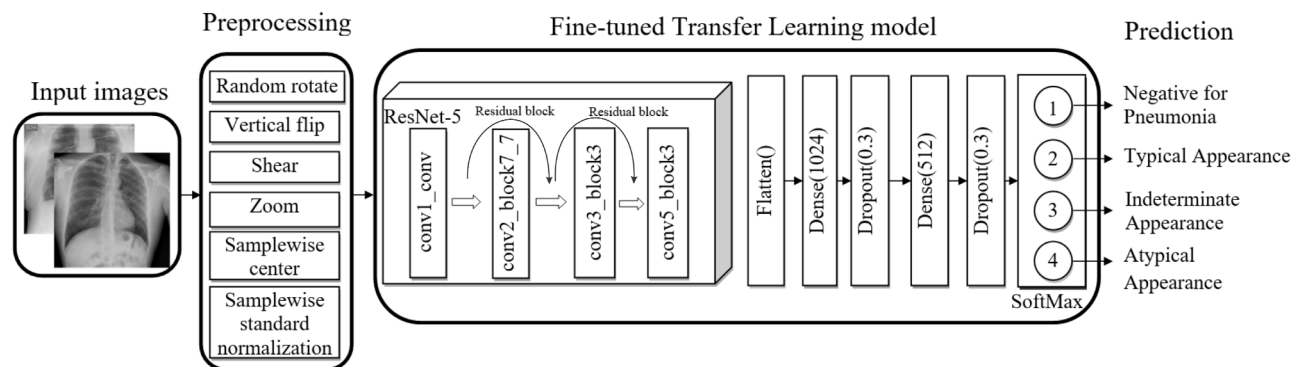 Input images
Preprocessing
Random rotate
Vertical flip
Shear
Zoom
Samplewise
center
Samplewise
standard
normalization
Fine-tuned Transfer Learning model
ResNet-5
Residual block
Residual block
conv1_conv
conv2_block7_7
conv3_block3
conv5_block3
Flatten()
Dense(1024)
Dropout(0.3)
Dense(512)
Dropout(0.3)
1
2
3
4
SoftMax
Prediction
Negative for
Pneumonia
Typical Appearance
Indeterminate
Appearance
Atypical
Appearance